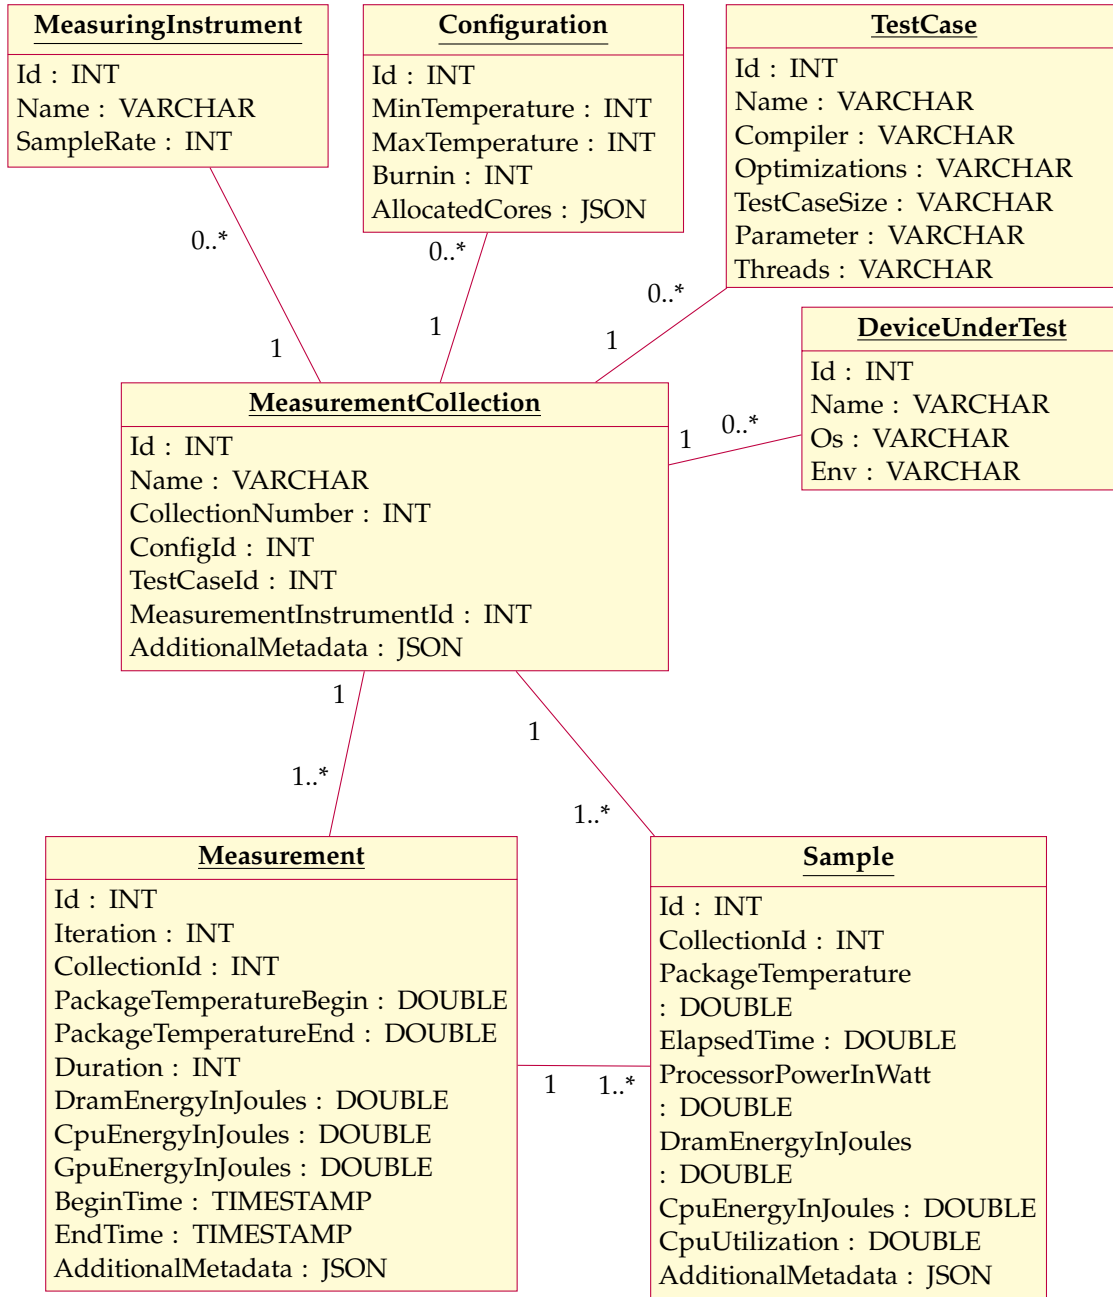 MeasuringInstrument
Id : INT
Name : VARCHAR
SampleRate : INT
Configuration
Id : INT
MinTemperature : INT
MaxTemperature : INT
Burnin : INT
AllocatedCores : JSON
TestCase
Id : INT
Name : VARCHAR
Compiler : VARCHAR
Optimizations : VARCHAR
TestCaseSize : VARCHAR
Parameter : VARCHAR
Threads : VARCHAR
0..*
0..*
0..*
1
1
1
DeviceUnderTest
Id : INT
Name : VARCHAR
Os : VARCHAR
Env : VARCHAR
0..*
1
MeasurementCollection
Id : INT
Name : VARCHAR
CollectionNumber : INT
ConfigId : INT
TestCaseId : INT
MeasurementInstrumentId : INT
AdditionalMetadata : JSON
1
1
1..*
1..*
Measurement
Id : INT
Iteration : INT
CollectionId : INT
PackageTemperatureBegin : DOUBLE
PackageTemperatureEnd : DOUBLE
Duration : INT
DramEnergyInJoules : DOUBLE
CpuEnergyInJoules : DOUBLE
GpuEnergyInJoules : DOUBLE
BeginTime : TIMESTAMP
EndTime : TIMESTAMP
AdditionalMetadata : JSON
1
1..*
Sample
Id : INT
CollectionId : INT
PackageTemperature
: DOUBLE
ElapsedTime : DOUBLE
ProcessorPowerInWatt
: DOUBLE
DramEnergyInJoules
: DOUBLE
CpuEnergyInJoules : DOUBLE
CpuUtilization : DOUBLE
AdditionalMetadata : JSON